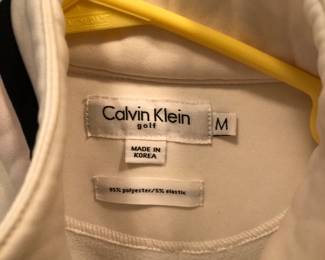 Calvin Klein
golf
M
MADE IN
KOREA
95% polyester/5% elastic